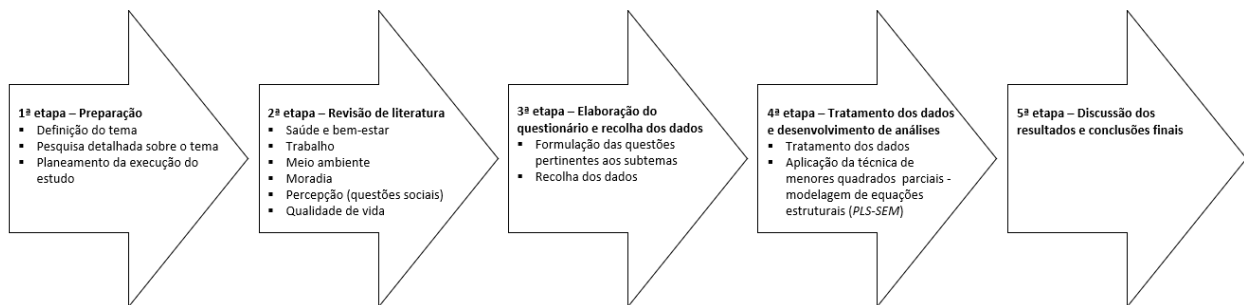 1ª etapa – Preparação
▪ Definição do tema
▪ Pesquisa detalhada sobre o tema
▪ Planeamento da execução do
estudo
2ª etapa – Revisão de literatura
▪ Saúde e bem-estar
▪ Trabalho
▪ Meio ambiente
▪ Moradia
▪ Percepção (questões sociais)
▪ Qualidade de vida
3ª etapa – Elaboração do
questionário e recolha dos dados
▪ Formulação das questões
pertinentes aos subtemas
▪ Recolha dos dados
4ª etapa – Tratamento dos dados
e desenvolvimento de análises
▪ Tratamento dos dados
▪ Aplicação da técnica de
menores quadrados parciais -
modelagem de equações
estruturais (PLS-SEM)
5ª etapa – Discussão dos
resultados e conclusões finais